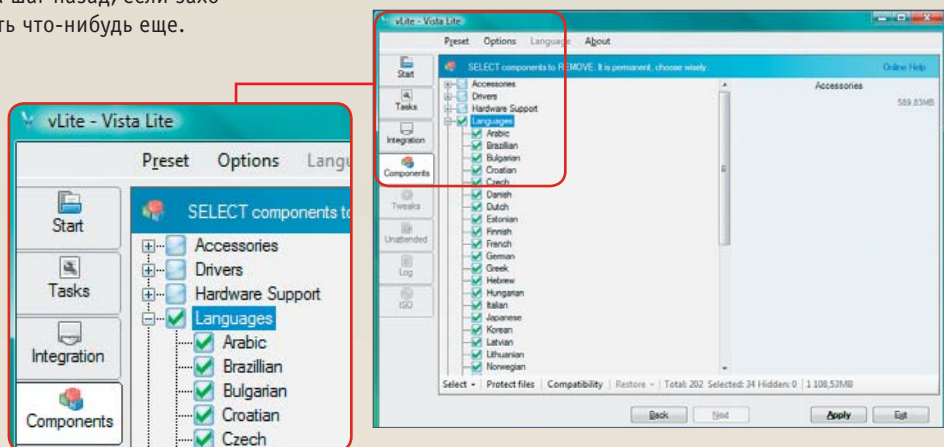 шаг назад, если захо-
ть что-нибудь еще.
vLite - Vista Lite
Preset Options Language About
SELECT components to REMOVE. It is permanent, choose wisely. Online Help
Start
Tasks
Integration
Components
Tweaks
Unattended
Log
ISO
Accessories
Drivers
Hardware Support
Languages
Arabic
Brazilian
Bulgarian
Croatian
Czech
Danish
Dutch
Estonian
Finnish
French
German
Greek
Hebrew
Hungarian
Italian
Japanese
Korean
Latvian
Lithuanian
Norwegian
Accessories
589,83MB
Select Protect files Compatibility Restore Total: 202 Selected: 34 Hidden: 0 1 108,53MB
Back Next Apply Exit
vLite - Vista Lite
Preset Options Langu
SELECT components to
Start
Tasks
Integration
Components
Accessories
Drivers
Hardware Support
Languages
Arabic
Brazillian
Bulgarian
Croatian
Czech